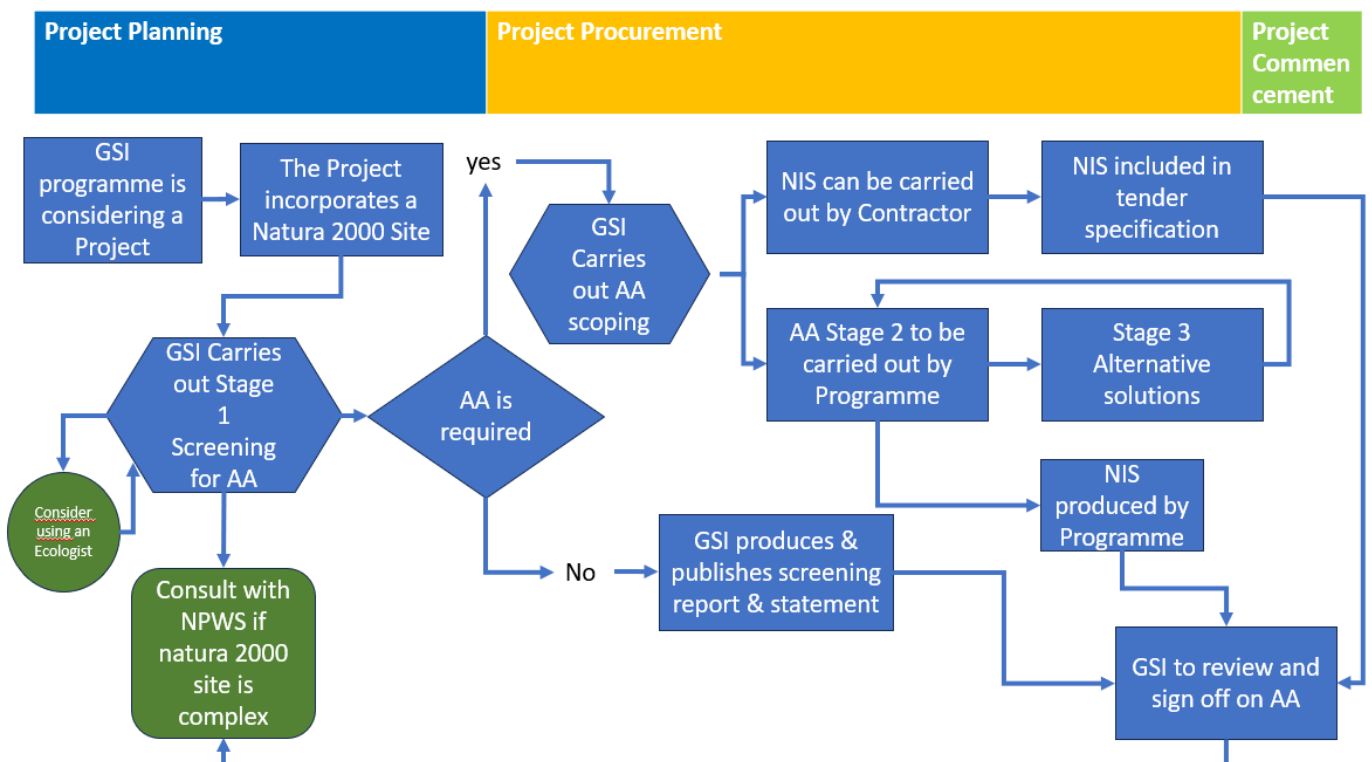 Project Planning
Project Procurement
Project
Commen
cement
GSI
programme is
considering a
Project
The Project
incorporates a
Natura 2000 Site
yes
GSI
Carries
out AA
scoping
NIS can be carried
out by Contractor
NIS included in
tender
specification
GSI Carries
out Stage
1
Screening
for AA
AA is
required
AA Stage 2 to be
carried out by
Programme
Stage 3
Alternative
solutions
Consider
using an
Ecologist
NIS
produced by
Programme
No
GSI produces &
publishes screening
report & statement
Consult with
NPWS if
natura 2000
site is
complex
GSI to review and
sign off on AA